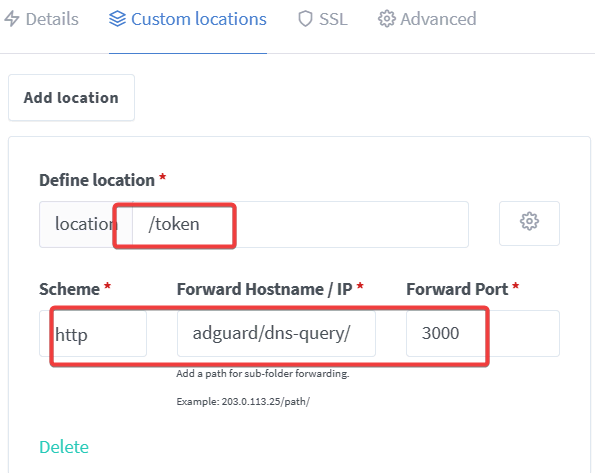 Details Custom locations SSL Advanced
Add location
Define location *
location /token
Scheme * Forward Hostname / IP * Forward Port *
http adguard/dns-query/ 3000
Add a path for sub-folder forwarding.
Example: 203.0.113.25/path/
Delete